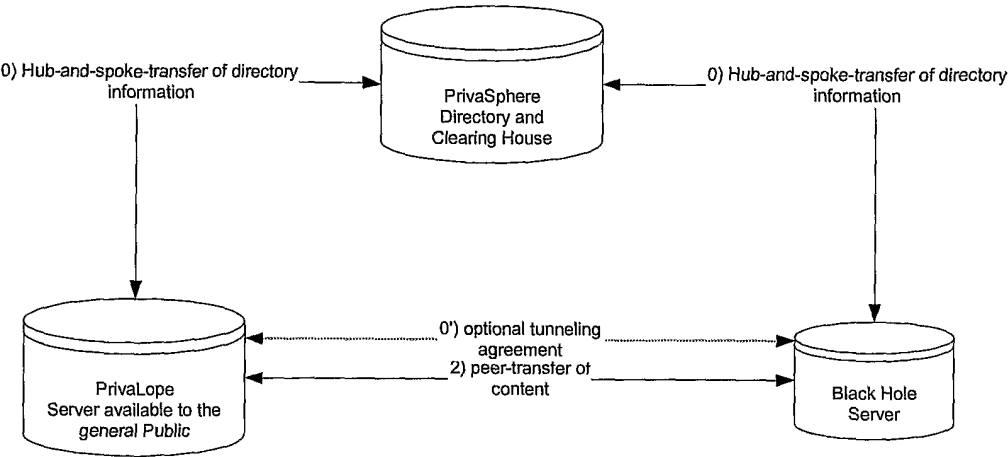 0) Hub-and-spoke-transfer of directory
information
PrivaSphere
Directory and
Clearing House
0) Hub-and-spoke-transfer of directory
information
0') optional tunneling
agreement
2) peer-transfer of
content
PrivaLope
Server available to the
general Public
Black Hole
Server